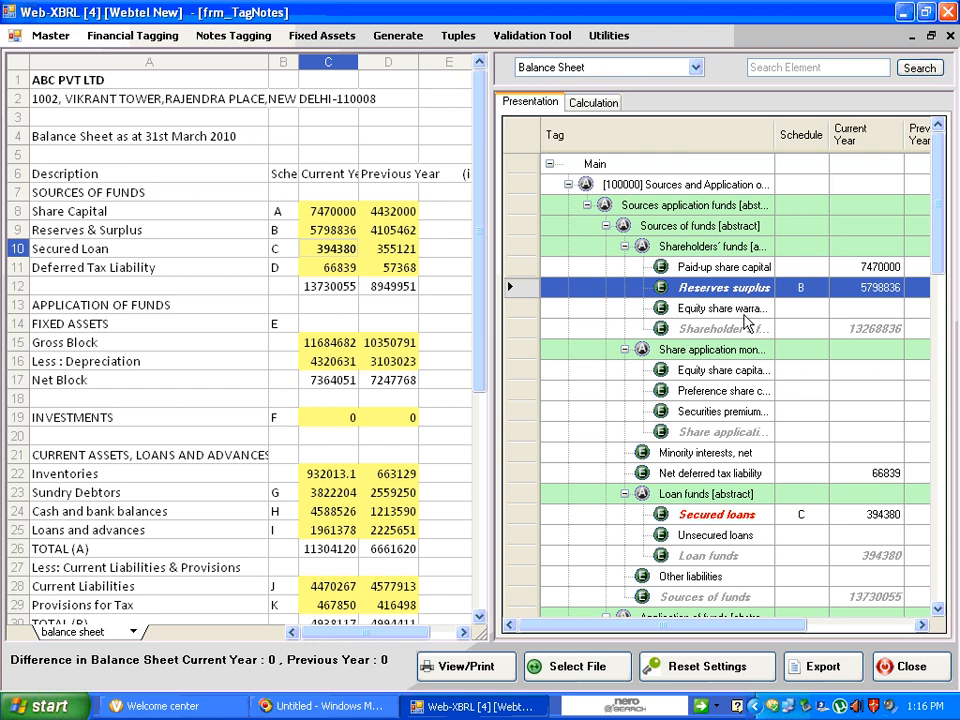 Web-XBRL [4] [Webtel New] - [frm_TagNotes]
Master Financial Tagging Notes Tagging Fixed Assets Generate Tuples Validation Tool Utilities
A B C D E
1 ABC PVT LTD
2 1002, VIKRANT TOWER,RAJENDRA PLACE,NEW DELHI-110008
3
4 Balance Sheet as at 31st March 2010
5
6 Description Sche Current Ye Previous Year (i
7 SOURCES OF FUNDS
8 Share Capital A 7470000 4432000
9 Reserves & Surplus B 5798836 4105462
10 Secured Loan C 394380 355121
11 Deferred Tax Liability D 66839 57368
12 13730055 8949951
13 APPLICATION OF FUNDS
14 FIXED ASSETS E
15 Gross Block 11684682 10350791
16 Less : Depreciation 4320631 3103023
17 Net Block 7364051 7247768
18
19 INVESTMENTS F 0 0
20
21 CURRENT ASSETS, LOANS AND ADVANCES
22 Inventories 932013.1 663129
23 Sundry Debtors G 3822204 2559250
24 Cash and bank balances H 4588526 1213590
25 Loans and advances I 1961378 2225651
26 TOTAL (A) 11304120 6661620
27 Less: Current Liabilities & Provisions
28 Current Liabilities J 4470267 4577913
29 Provisions for Tax K 467850 416498
30 TOTAL (B) 4938117 4994411
balance sheet
Balance Sheet Search Element Search
Presentation Calculation
Tag Schedule Current Year Prev Year
Main
[100000] Sources and Application o...
Sources application funds [abst...
Sources of funds [abstract]
Shareholders' funds [a...
Paid-up share capital 7470000
Reserves surplus B 5798836
Equity share warra...
Shareholder f... 13268836
Share application mon...
Equity share capita...
Preference share c...
Securities premium...
Share applicati...
Minority interests, net
Net deferred tax liability 66839
Loan funds [abstract]
Secured loans C 394380
Unsecured loans
Loan funds 394380
Other liabilities
Sources of funds 13730055
Application of funds [abst
Difference in Balance Sheet Current Year : 0 , Previous Year : 0
View/Print Select File Reset Settings Export Close
start Welcome center Untitled - Windows M... Web-XBRL [4] [Webt... nero SEARCH 1:16 PM